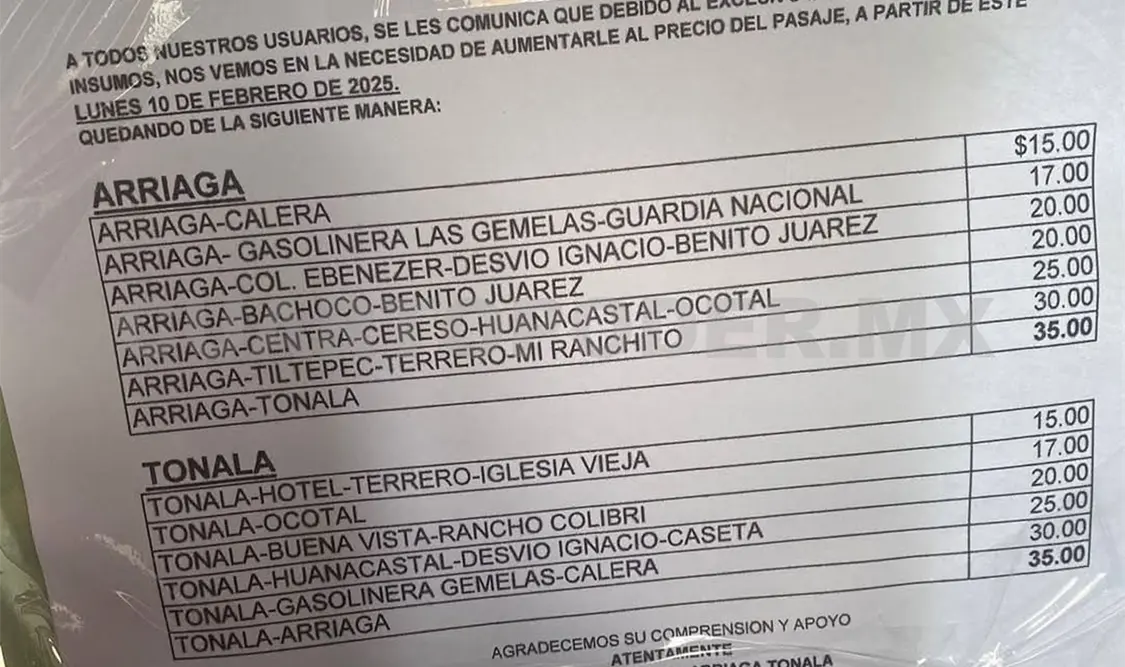 A TODOS NUESTROS USUARIOS, SE LES COMUNICA QUE DEBIDO AL
INSUMOS, NOS VEMOS EN LA NECESIDAD DE AUMENTARLE AL PRECIO DEL PASAJE, A PARTIR DE ESTE
LUNES 10 DE FEBRERO DE 2025.
QUEDANDO DE LA SIGUIENTE MANERA:
ARRIAGA
ARRIAGA-CALERA $15.00
ARRIAGA- GASOLINERA LAS GEMELAS-GUARDIA NACIONAL 17.00
ARRIAGA-COL. EBENEZER-DESVIO IGNACIO-BENITO JUAREZ 20.00
ARRIAGA-BACHOCO-BENITO JUAREZ 20.00
ARRIAGA-CENTRA-CERESO-HUANACASTAL-OCOTAL 25.00
ARRIAGA-TILTEPEC-TERRERO-MI RANCHITO 30.00
ARRIAGA-TONALA 35.00
DER.MX
TONALA
TONALA-HOTEL-TERRERO-IGLESIA VIEJA 15.00
TONALA-OCOTAL 17.00
TONALA-BUENA VISTA-RANCHO COLIBRI 20.00
TONALA-HUANACASTAL-DESVIO IGNACIO-CASETA 25.00
TONALA-GASOLINERA GEMELAS-CALERA 30.00
TONALA-ARRIAGA 35.00
AGRADECEMOS SU COMPRENSION Y APOYO
ATENTAMENTE
ARRIAGA TONALA